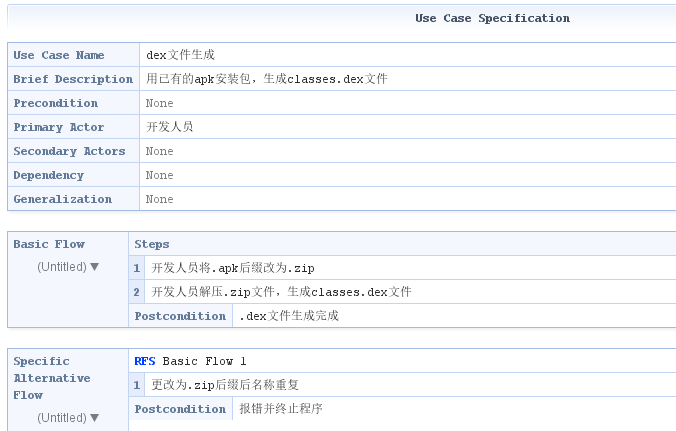 Use Case Specification
Use Case Name dex文件生成
Brief Description 用已有的apk安装包，生成classes.dex文件
Precondition None
Primary Actor 开发人员
Secondary Actors None
Dependency None
Generalization None
Basic Flow Steps
(Untitled) ▼
1 开发人员将.apk后缀改为.zip
2 开发人员解压.zip文件，生成classes.dex文件
Postcondition .dex文件生成完成
Specific
Alternative
Flow
(Untitled) ▼
RFS Basic Flow 1
1 更改为.zip后缀后名称重复
Postcondition 报错并终止程序